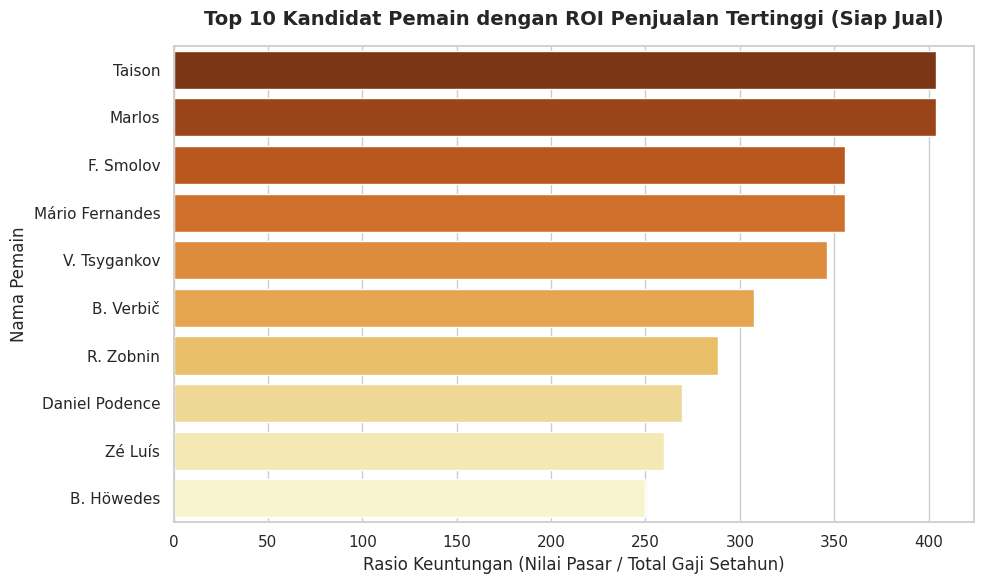 Top 10 Kandidat Pemain dengan ROI Penjualan Tertinggi (Siap Jual)
Nama Pemain
Taison
Marlos
F. Smolov
Mário Fernandes
V. Tsygankov
B. Verbič
R. Zobnin
Daniel Podence
Zé Luís
B. Höwedes
0 50 100 150 200 250 300 350 400
Rasio Keuntungan (Nilai Pasar / Total Gaji Setahun)